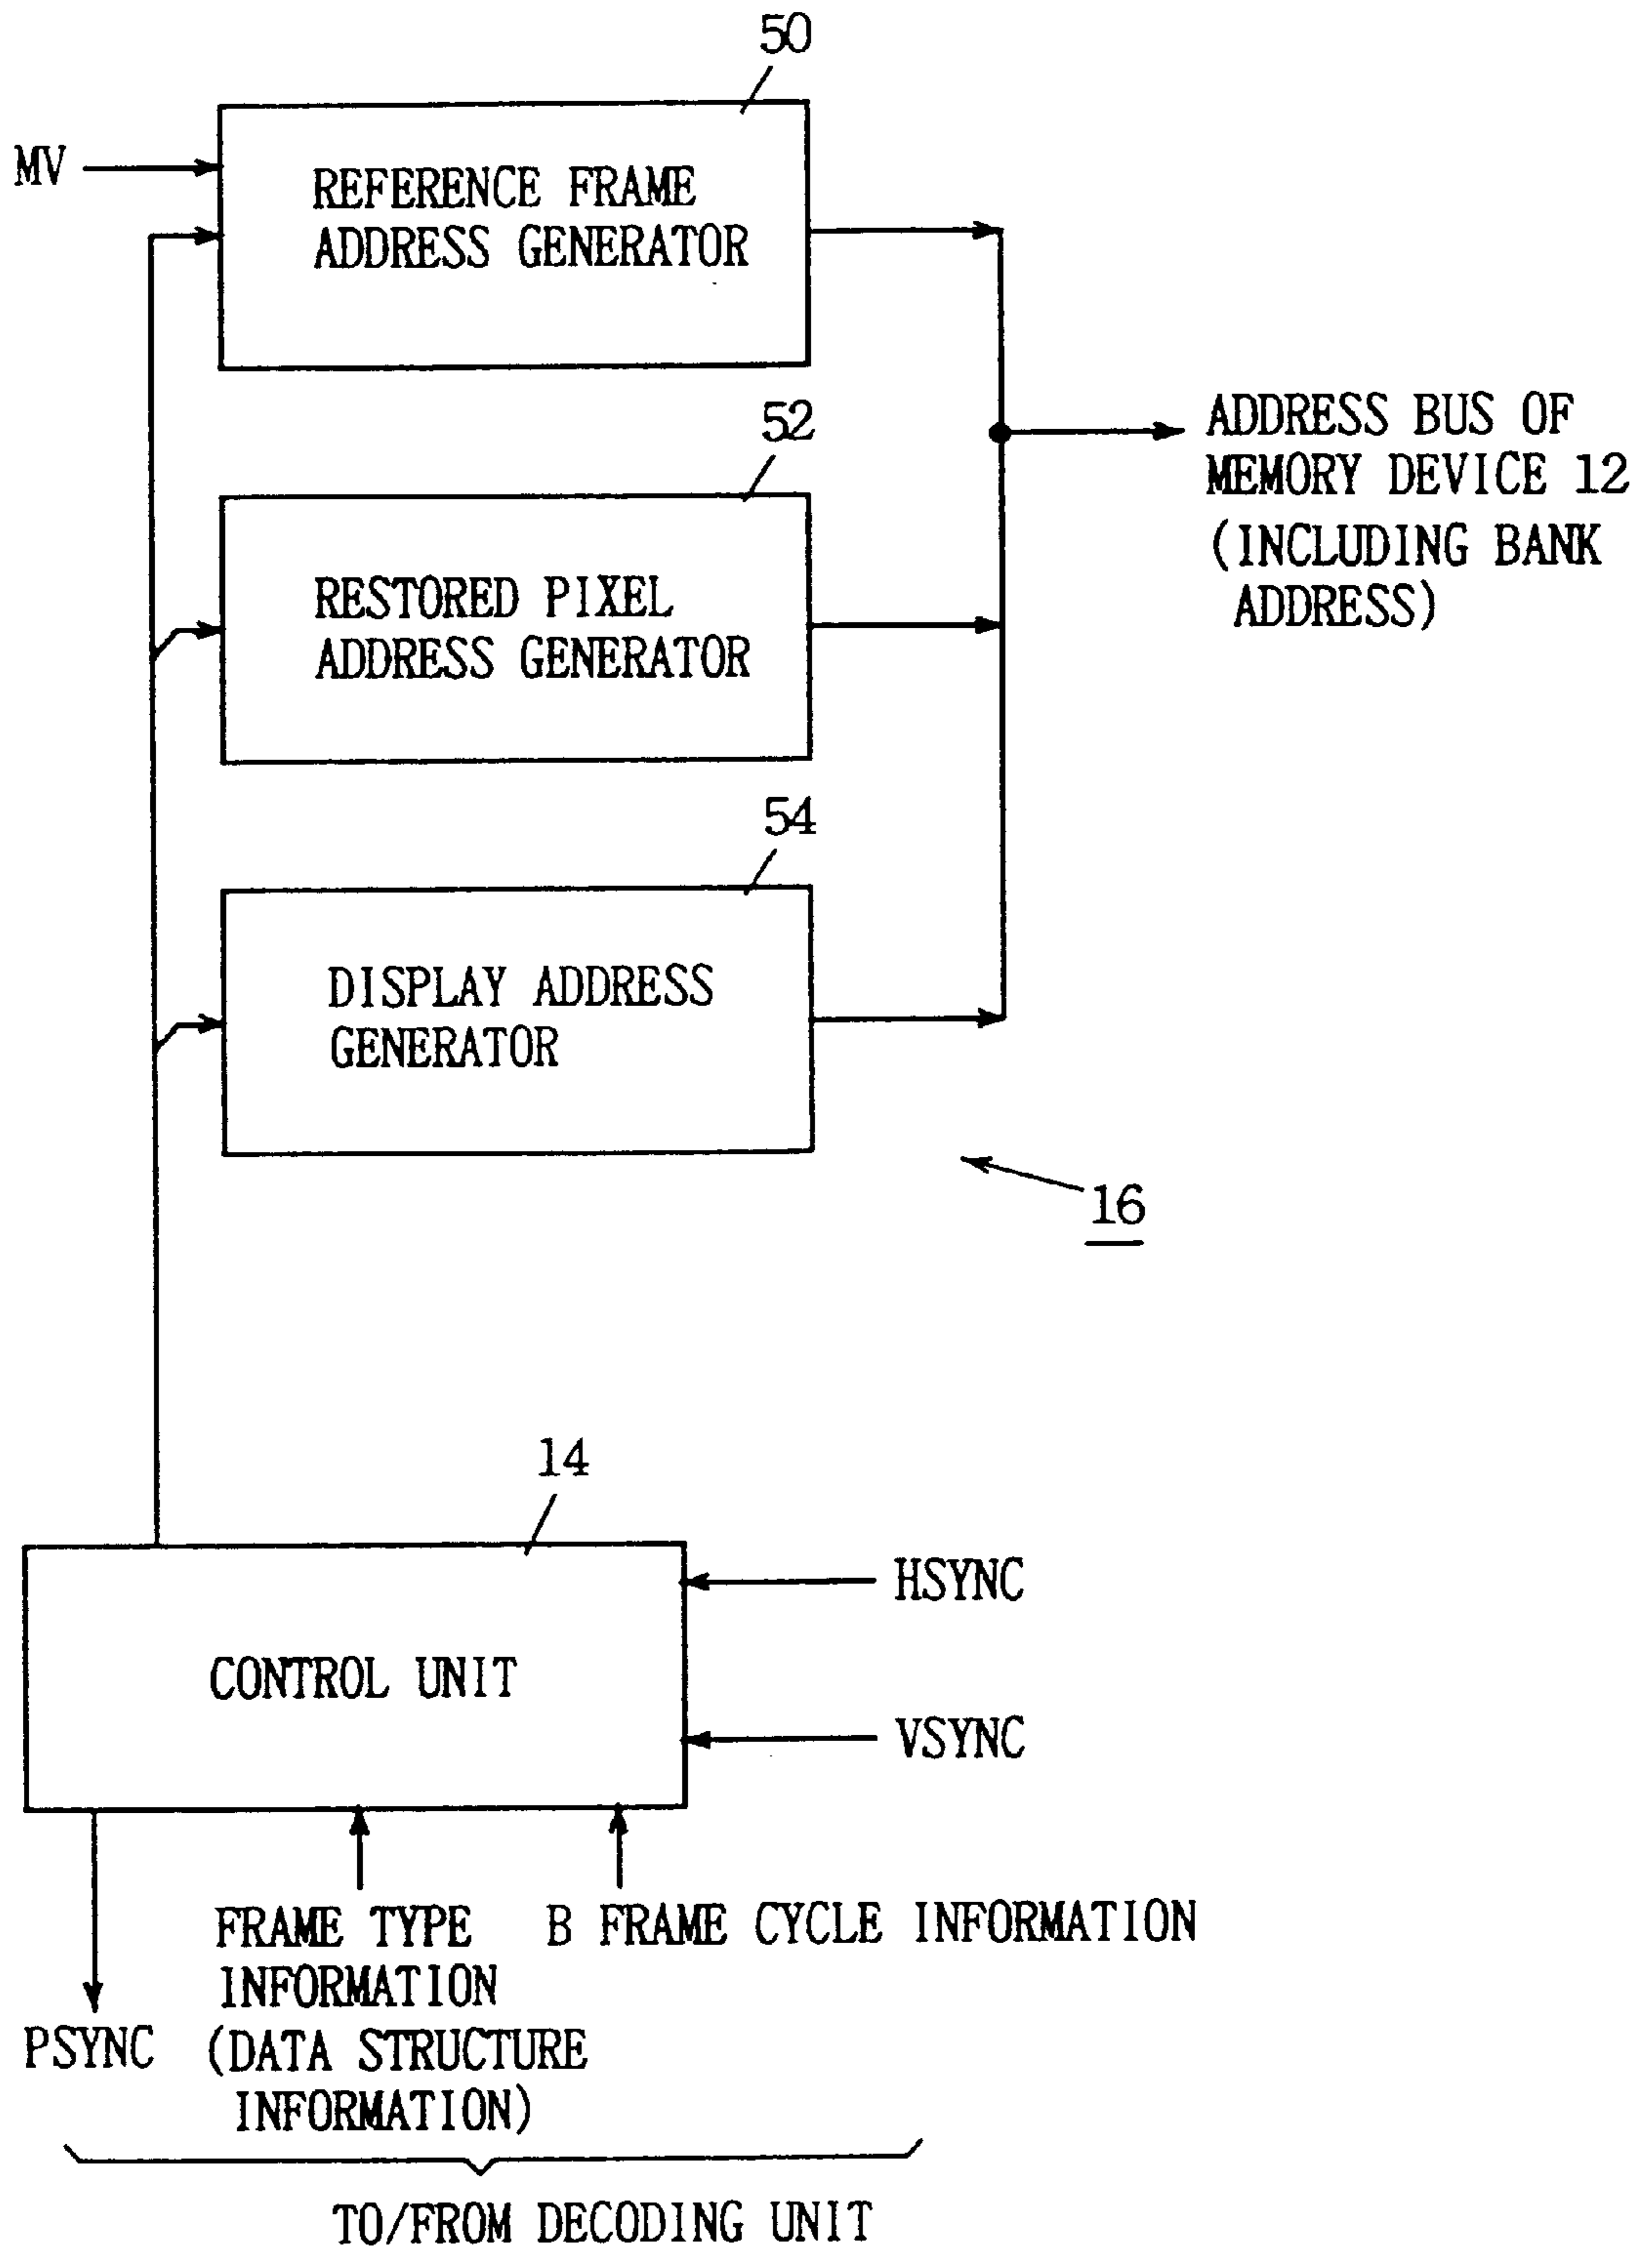 50
MV
REFERENCE FRAME
ADDRESS GENERATOR
52
ADDRESS BUS OF
MEMORY DEVICE 12
(INCLUDING BANK
ADDRESS)
RESTORED PIXEL
ADDRESS GENERATOR
54
DISPLAY ADDRESS
GENERATOR
16
14
HSYNC
CONTROL UNIT
VSYNC
FRAME TYPE
INFORMATION
(DATA STRUCTURE
INFORMATION)
B FRAME CYCLE INFORMATION
PSYNC
TO/FROM DECODING UNIT